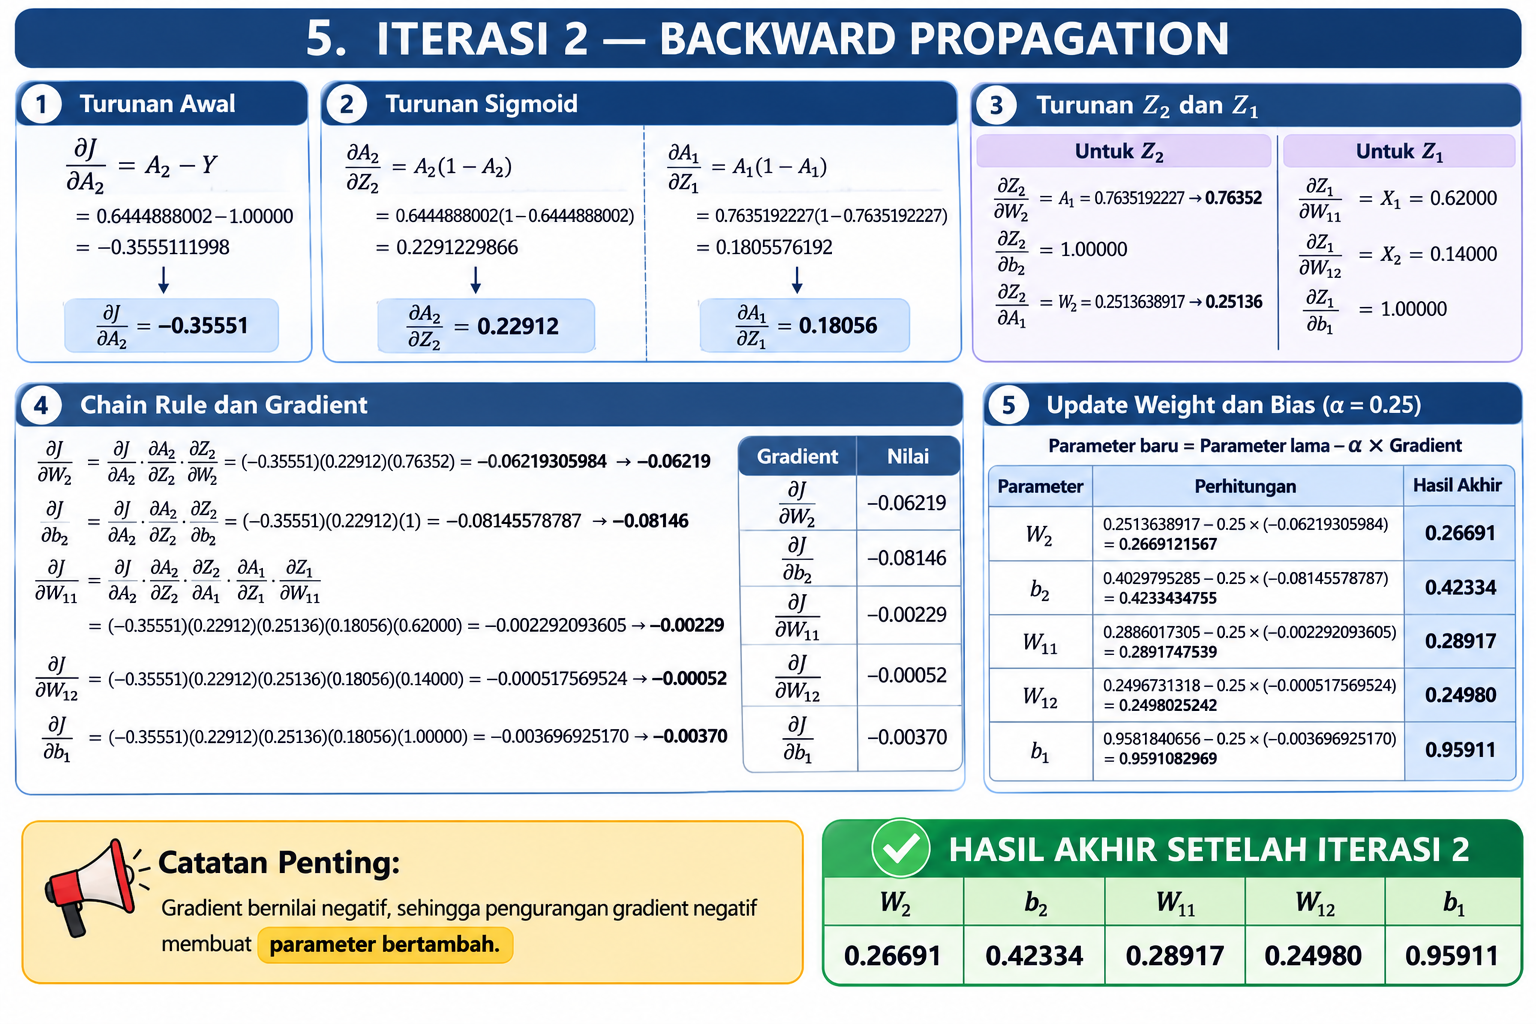 5. ITERASI 2 — BACKWARD PROPAGATION
1 Turunan Awal
∂J/∂A₂ = A₂ − Y
= 0.6444888002−1.00000
= −0.3555111998
↓
∂J/∂A₂ = −0.35551
2 Turunan Sigmoid
∂A₂/∂Z₂ = A₂(1 − A₂)
= 0.6444888002(1−0.6444888002)
= 0.2291229866
↓
∂A₂/∂Z₂ = 0.22912
∂A₁/∂Z₁ = A₁(1 − A₁)
= 0.7635192227(1−0.7635192227)
= 0.1805576192
↓
∂A₁/∂Z₁ = 0.18056
3 Turunan Z₂ dan Z₁
Untuk Z₂
∂Z₂/∂W₂ = A₁ = 0.7635192227 → 0.76352
∂Z₂/∂b₂ = 1.00000
∂Z₂/∂A₁ = W₂ = 0.2513638917 → 0.25136
Untuk Z₁
∂Z₁/∂W₁₁ = X₁ = 0.62000
∂Z₁/∂W₁₂ = X₂ = 0.14000
∂Z₁/∂b₁ = 1.00000
4 Chain Rule dan Gradient
∂J/∂W₂ = ∂J/∂A₂ · ∂A₂/∂Z₂ · ∂Z₂/∂W₂ = (−0.35551)(0.22912)(0.76352) = −0.06219305984 → −0.06219
∂J/∂b₂ = ∂J/∂A₂ · ∂A₂/∂Z₂ · ∂Z₂/∂b₂ = (−0.35551)(0.22912)(1) = −0.08145578787 → −0.08146
∂J/∂W₁₁ = ∂J/∂A₂ · ∂A₂/∂Z₂ · ∂Z₂/∂A₁ · ∂A₁/∂Z₁ · ∂Z₁/∂W₁₁
= (−0.35551)(0.22912)(0.25136)(0.18056)(0.62000) = −0.002292093605 → −0.00229
∂J/∂W₁₂ = (−0.35551)(0.22912)(0.25136)(0.18056)(0.14000) = −0.000517569524 → −0.00052
∂J/∂b₁ = (−0.35551)(0.22912)(0.25136)(0.18056)(1.00000) = −0.003696925170 → −0.00370
Gradient Nilai
∂J/∂W₂ −0.06219
∂J/∂b₂ −0.08146
∂J/∂W₁₁ −0.00229
∂J/∂W₁₂ −0.00052
∂J/∂b₁ −0.00370
5 Update Weight dan Bias (α = 0.25)
Parameter baru = Parameter lama − α × Gradient
Parameter Perhitungan Hasil Akhir
W₂ 0.2513638917 − 0.25 × (−0.06219305984) 0.26691
= 0.2669121567
b₂ 0.4029795285 − 0.25 × (−0.08145578787) 0.42334
= 0.4233434755
W₁₁ 0.2886017305 − 0.25 × (−0.002292093605) 0.28917
= 0.2891747539
W₁₂ 0.2496731318 − 0.25 × (−0.000517569524) 0.24980
= 0.2498025242
b₁ 0.9581840656 − 0.25 × (−0.003696925170) 0.95911
= 0.9591082969
Catatan Penting:
Gradient bernilai negatif, sehingga pengurangan gradient negatif
membuat parameter bertambah.
HASIL AKHIR SETELAH ITERASI 2
W₂ b₂ W₁₁ W₁₂ b₁
0.26691 0.42334 0.28917 0.24980 0.95911